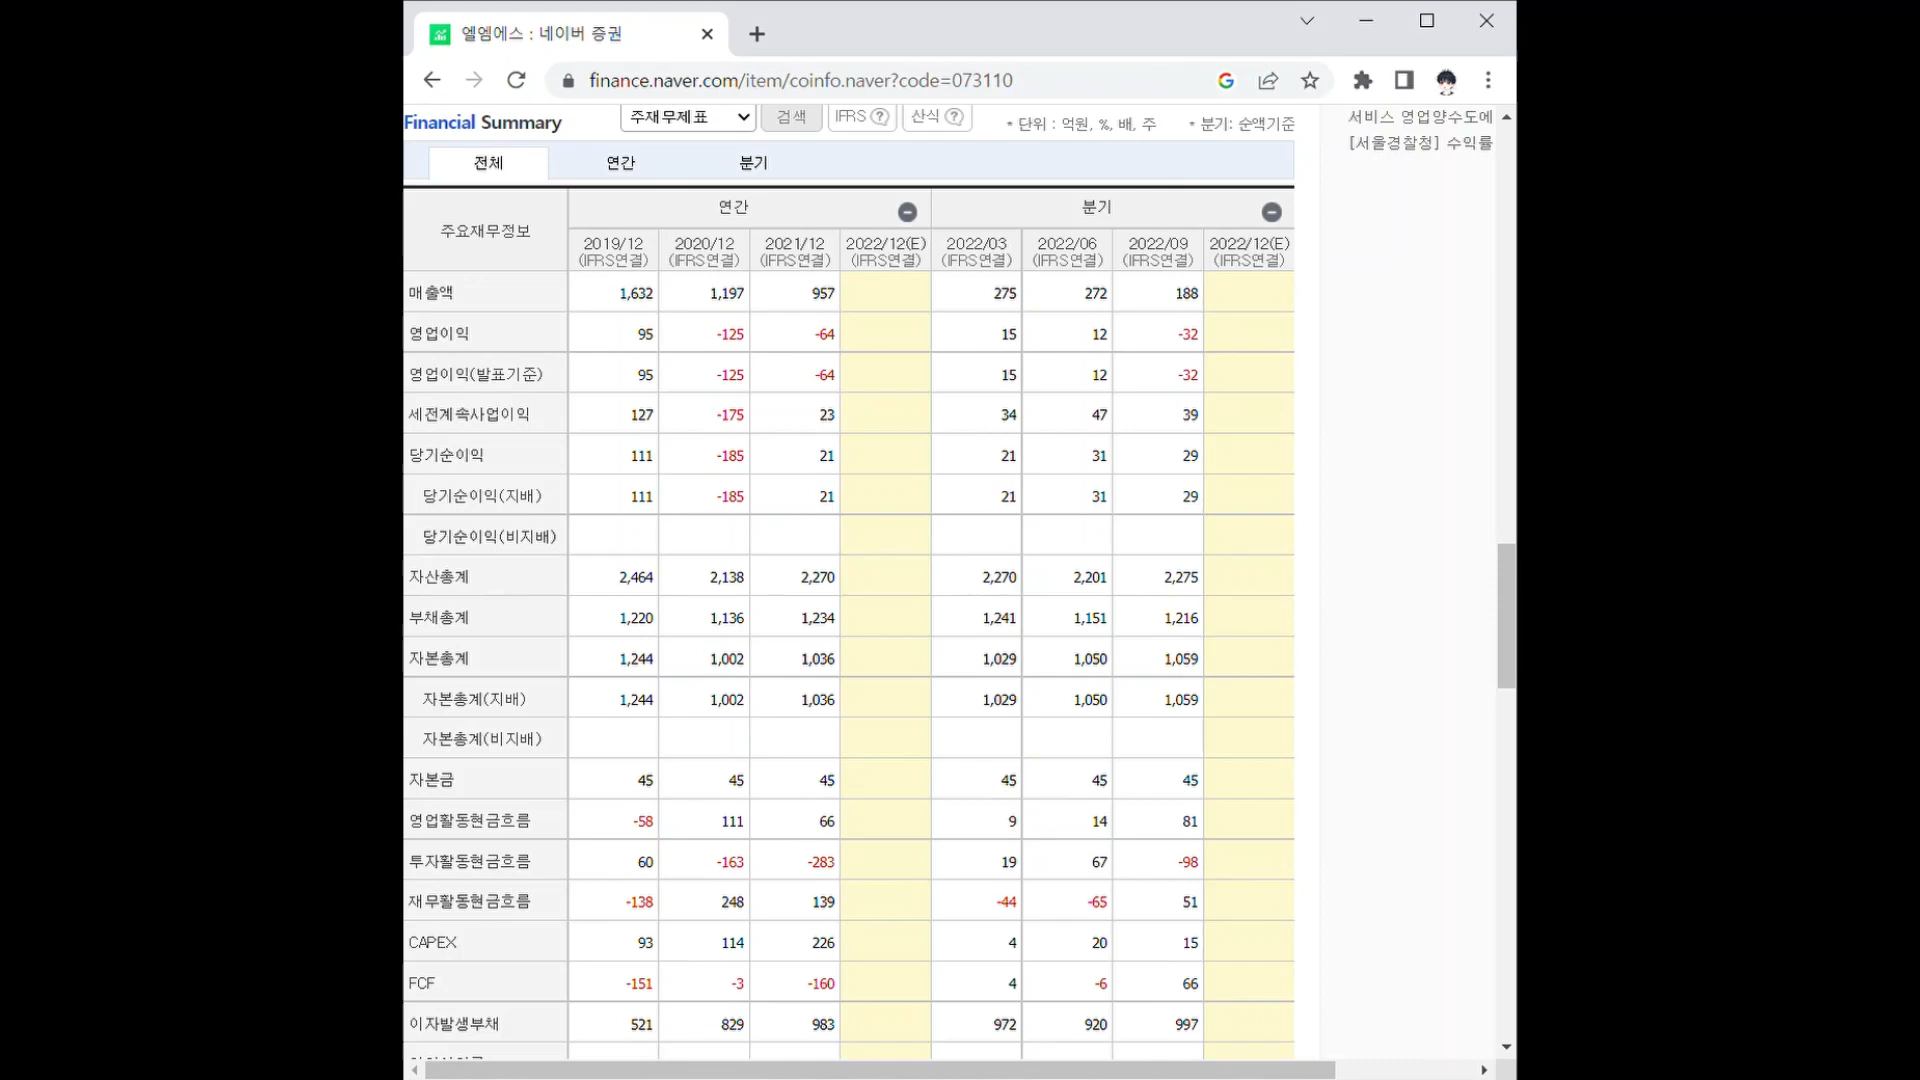 엘엠에스 : 네이버 증권
finance.naver.com/item/coinfo.naver?code=073110
Financial Summary 주재무제표 검색 IFRS ? 산식 ? * 단위 : 억원, %, 배, 주 * 분기: 순액기준
서비스 영업양수도에
[서울경찰청] 수익률
전체 연간 분기
주요재무정보 연간 분기
2019/12 2020/12 2021/12 2022/12(E) 2022/03 2022/06 2022/09 2022/12(E)
(IFRS연결) (IFRS연결) (IFRS연결) (IFRS연결) (IFRS연결) (IFRS연결) (IFRS연결) (IFRS연결)
매출액 1,632 1,197 957 275 272 188
영업이익 95 -125 -64 15 12 -32
영업이익(발표기준) 95 -125 -64 15 12 -32
세전계속사업이익 127 -175 23 34 47 39
당기순이익 111 -185 21 21 31 29
당기순이익(지배) 111 -185 21 21 31 29
당기순이익(비지배)
자산총계 2,464 2,138 2,270 2,270 2,201 2,275
부채총계 1,220 1,136 1,234 1,241 1,151 1,216
자본총계 1,244 1,002 1,036 1,029 1,050 1,059
자본총계(지배) 1,244 1,002 1,036 1,029 1,050 1,059
자본총계(비지배)
자본금 45 45 45 45 45 45
영업활동현금흐름 -58 111 66 9 14 81
투자활동현금흐름 60 -163 -283 19 67 -98
재무활동현금흐름 -138 248 139 -44 -65 51
CAPEX 93 114 226 4 20 15
FCF -151 -3 -160 4 -6 66
이자발생부채 521 829 983 972 920 997